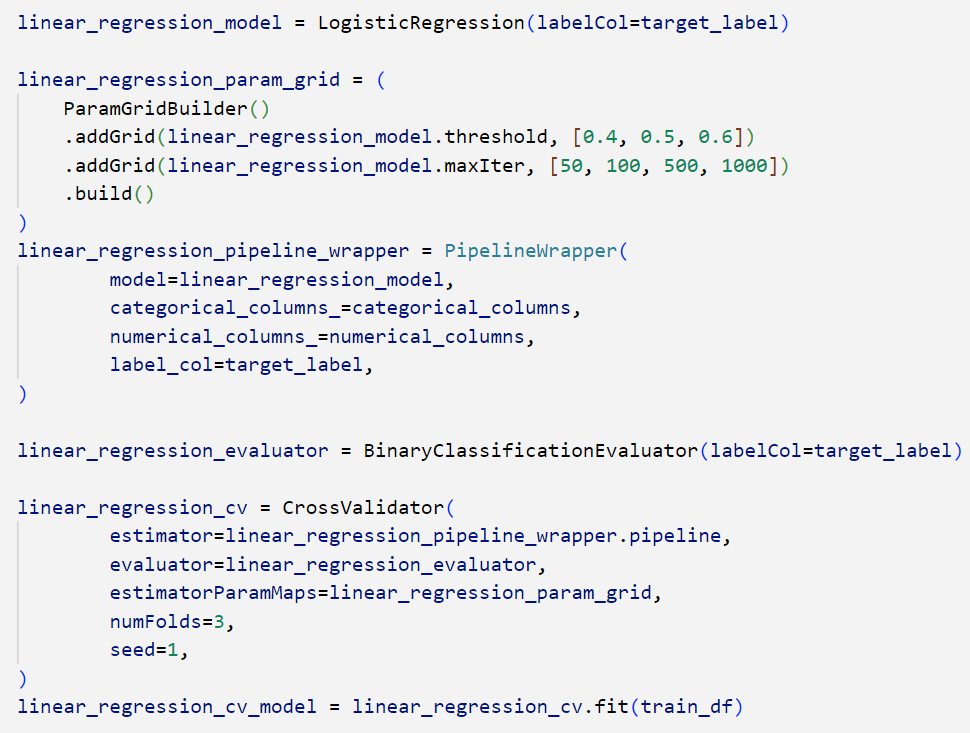 linear_regression_model = LogisticRegression(labelCol=target_label)
linear_regression_param_grid = (
ParamGridBuilder()
.addGrid(linear_regression_model.threshold, [0.4, 0.5, 0.6])
.addGrid(linear_regression_model.maxIter, [50, 100, 500, 1000])
.build()
)
linear_regression_pipeline_wrapper = PipelineWrapper(
model=linear_regression_model,
categorical_columns_=categorical_columns,
numerical_columns_=numerical_columns,
label_col=target_label,
)
linear_regression_evaluator = BinaryClassificationEvaluator(labelCol=target_label)
linear_regression_cv = CrossValidator(
estimator=linear_regression_pipeline_wrapper.pipeline,
evaluator=linear_regression_evaluator,
estimatorParamMaps=linear_regression_param_grid,
numFolds=3,
seed=1,
)
linear_regression_cv_model = linear_regression_cv.fit(train_df)